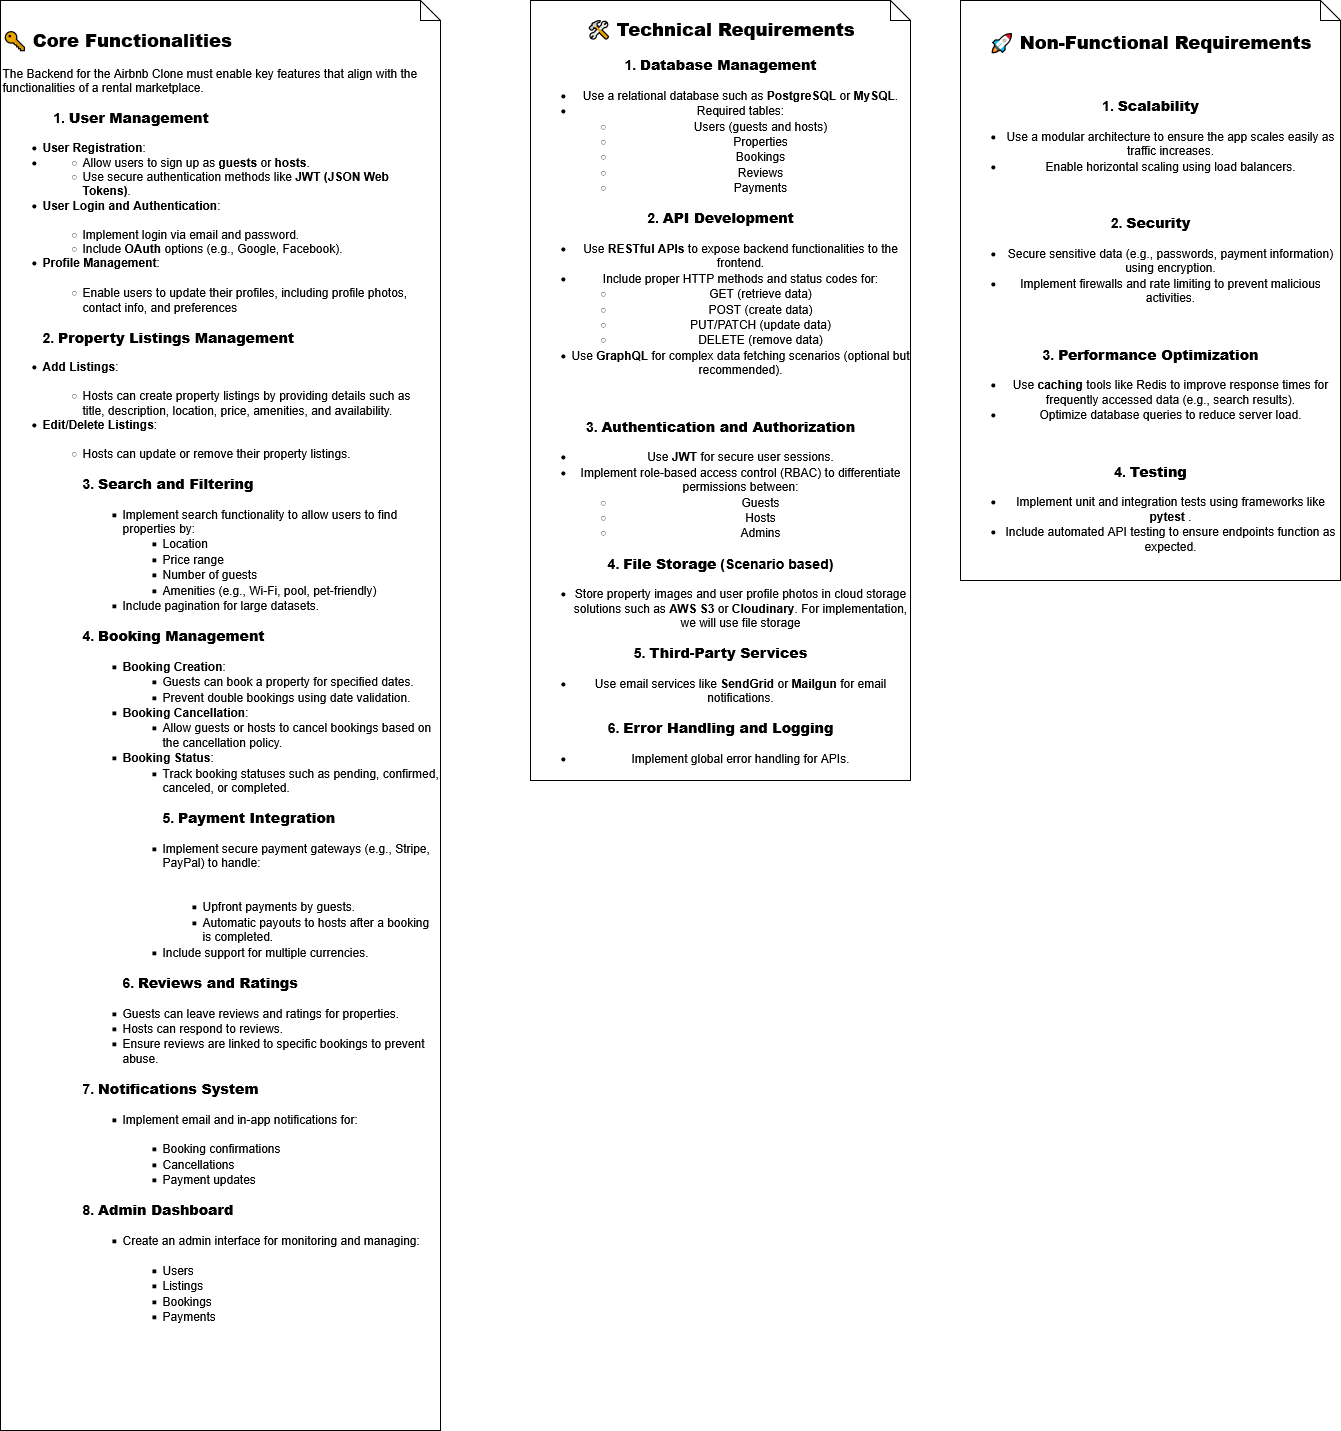 🔑 Core Functionalities
The Backend for the Airbnb Clone must enable key features that align with the
functionalities of a rental marketplace.
1. User Management
User Registration:
Allow users to sign up as guests or hosts.
Use secure authentication methods like JWT (JSON Web
Tokens).
User Login and Authentication:
Implement login via email and password.
Include OAuth options (e.g., Google, Facebook).
Profile Management:
Enable users to update their profiles, including profile photos,
contact info, and preferences
2. Property Listings Management
Add Listings:
Hosts can create property listings by providing details such as
title, description, location, price, amenities, and availability.
Edit/Delete Listings:
Hosts can update or remove their property listings.
3. Search and Filtering
Implement search functionality to allow users to find
properties by:
Location
Price range
Number of guests
Amenities (e.g., Wi-Fi, pool, pet-friendly)
Include pagination for large datasets.
4. Booking Management
Booking Creation:
Guests can book a property for specified dates.
Prevent double bookings using date validation.
Booking Cancellation:
Allow guests or hosts to cancel bookings based on
the cancellation policy.
Booking Status:
Track booking statuses such as pending, confirmed,
canceled, or completed.
5. Payment Integration
Implement secure payment gateways (e.g., Stripe,
PayPal) to handle:
Upfront payments by guests.
Automatic payouts to hosts after a booking
is completed.
Include support for multiple currencies.
6. Reviews and Ratings
Guests can leave reviews and ratings for properties.
Hosts can respond to reviews.
Ensure reviews are linked to specific bookings to prevent
abuse.
7. Notifications System
Implement email and in-app notifications for:
Booking confirmations
Cancellations
Payment updates
8. Admin Dashboard
Create an admin interface for monitoring and managing:
Users
Listings
Bookings
Payments
🛠️ Technical Requirements
1. Database Management
Use a relational database such as PostgreSQL or MySQL.
Required tables:
Users (guests and hosts)
Properties
Bookings
Reviews
Payments
2. API Development
Use RESTful APIs to expose backend functionalities to the
frontend.
Include proper HTTP methods and status codes for:
GET (retrieve data)
POST (create data)
PUT/PATCH (update data)
DELETE (remove data)
Use GraphQL for complex data fetching scenarios (optional but
recommended).
3. Authentication and Authorization
Use JWT for secure user sessions.
Implement role-based access control (RBAC) to differentiate
permissions between:
Guests
Hosts
Admins
4. File Storage (Scenario based)
Store property images and user profile photos in cloud storage
solutions such as AWS S3 or Cloudinary. For implementation,
we will use file storage
5. Third-Party Services
Use email services like SendGrid or Mailgun for email
notifications.
6. Error Handling and Logging
Implement global error handling for APIs.
🚀 Non-Functional Requirements
1. Scalability
Use a modular architecture to ensure the app scales easily as
traffic increases.
Enable horizontal scaling using load balancers.
2. Security
Secure sensitive data (e.g., passwords, payment information)
using encryption.
Implement firewalls and rate limiting to prevent malicious
activities.
3. Performance Optimization
Use caching tools like Redis to improve response times for
frequently accessed data (e.g., search results).
Optimize database queries to reduce server load.
4. Testing
Implement unit and integration tests using frameworks like
pytest .
Include automated API testing to ensure endpoints function as
expected.